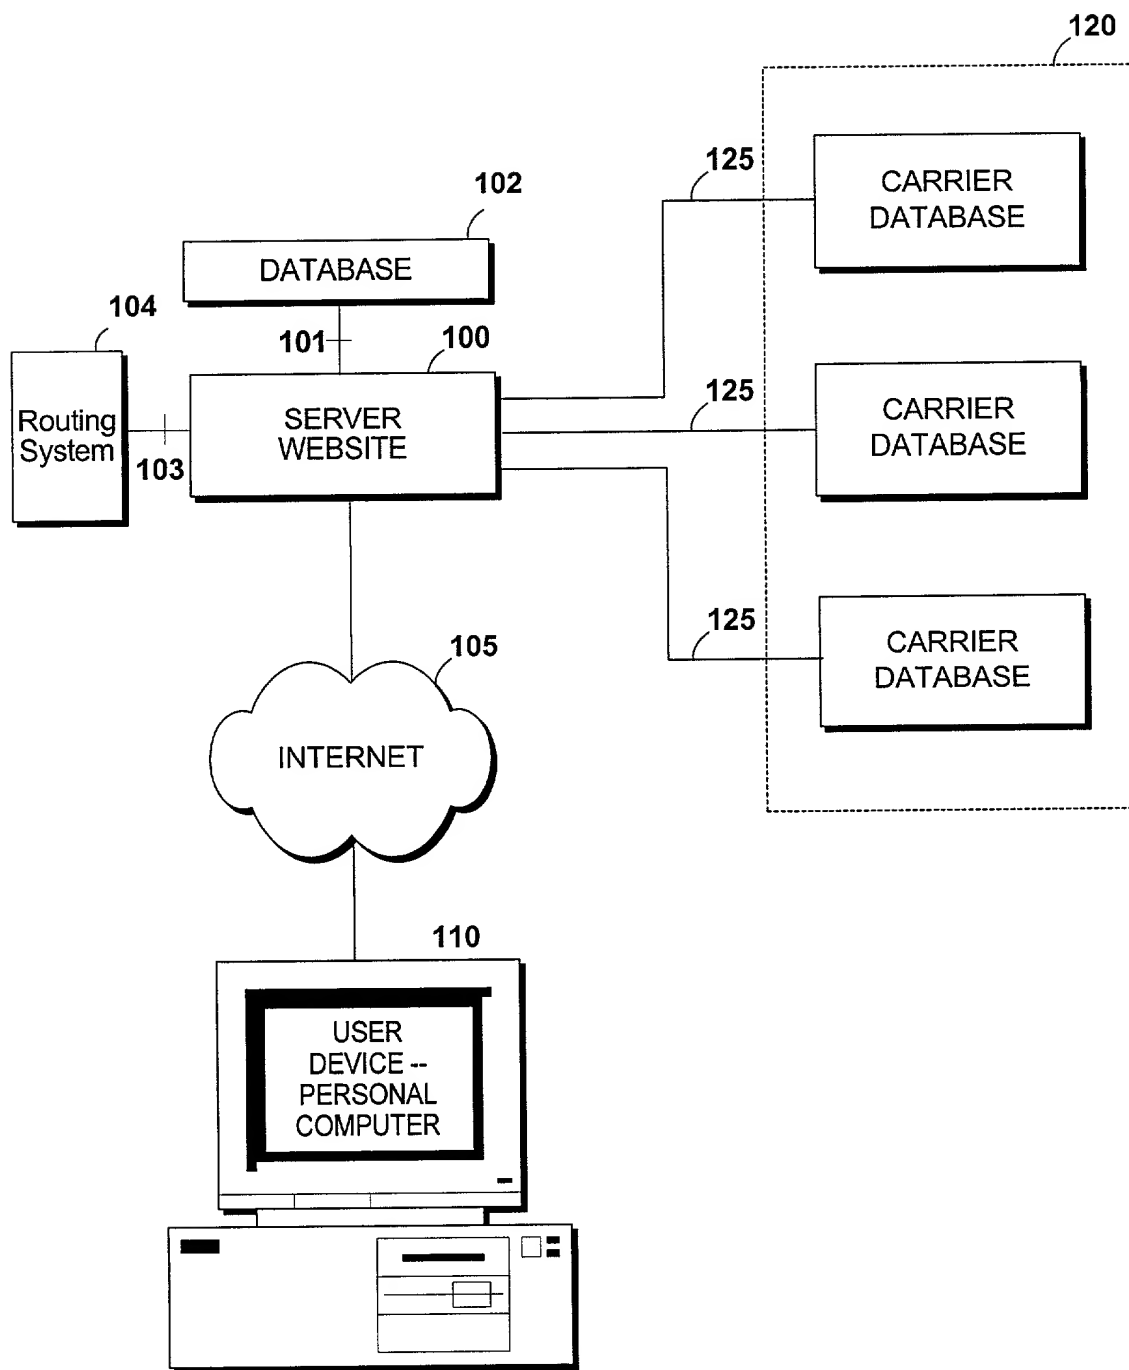 120
125
CARRIER
DATABASE
102
DATABASE
104
101
100
Routing
System
103
SERVER
WEBSITE
125
CARRIER
DATABASE
125
CARRIER
DATABASE
105
INTERNET
110
USER
DEVICE --
PERSONAL
COMPUTER